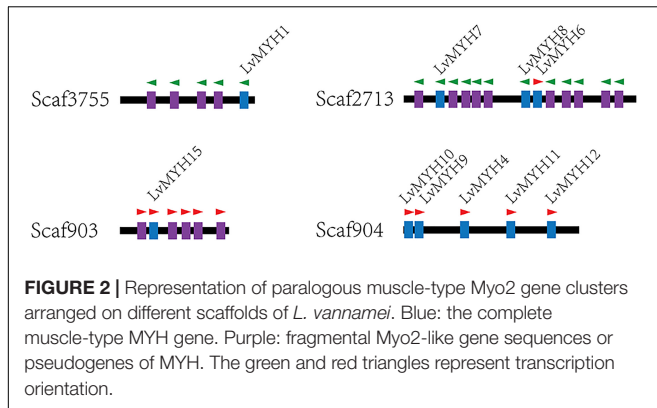 LvMYH1
Scaf3755
LvMYH7
LvMYH8
LvMYH6
Scaf2713
LvMYH15
Scaf903
LvMYH10
LvMYH9
LvMYH4
LvMYH11
LvMYH12
Scaf904
FIGURE 2 | Representation of paralogous muscle-type Myo2 gene clusters
arranged on different scaffolds of L. vannamei. Blue: the complete
muscle-type MYH gene. Purple: fragmental Myo2-like gene sequences or
pseudogenes of MYH. The green and red triangles represent transcription
orientation.